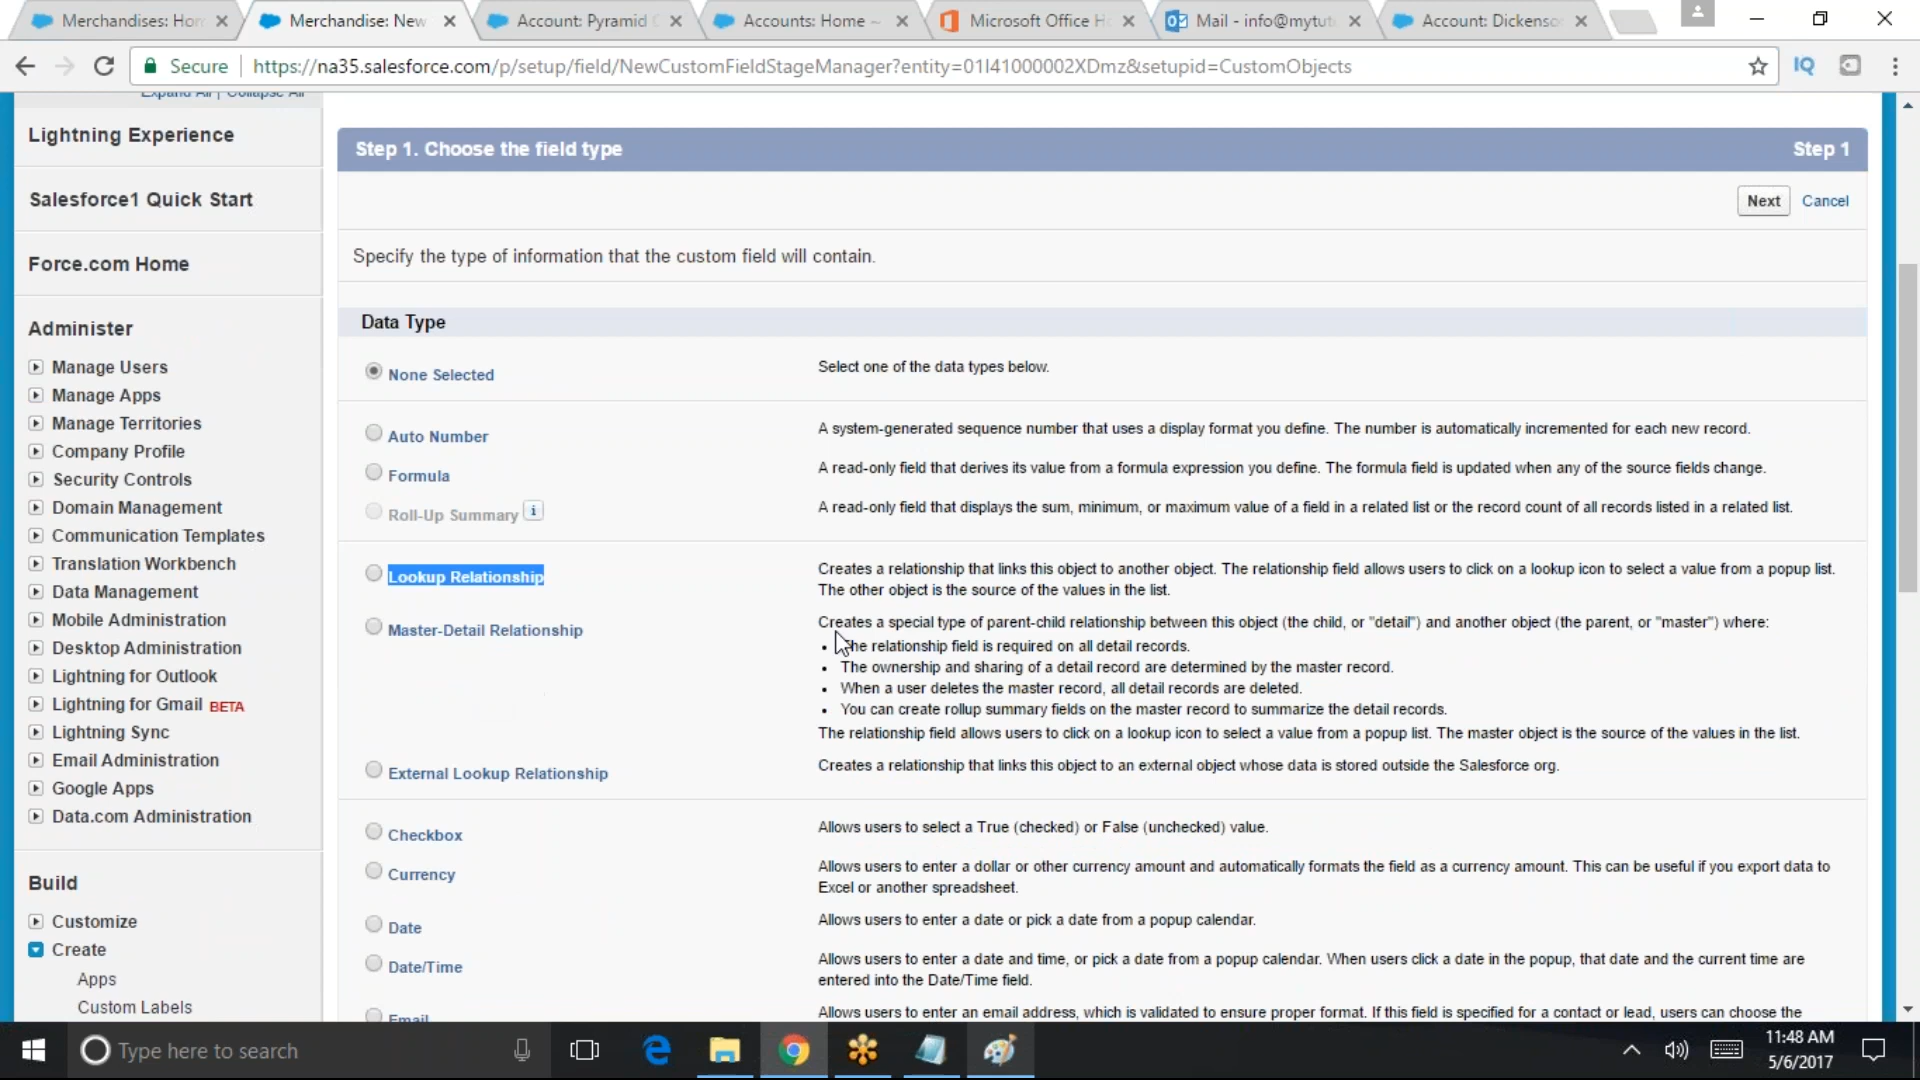 Merchandises: Hom
Merchandise: New
Account: Pyramid
Accounts: Home ~
Microsoft Office H
Mail - info@mytut
Account: Dickenso
Secure
https://na35.salesforce.com/p/setup/field/NewCustomFieldStageManager?entity=01I41000002XDmz&setupid=CustomObjects
IQ
Expand All | Collapse All
Lightning Experience
Salesforce1 Quick Start
Force.com Home
Administer
Manage Users
Manage Apps
Manage Territories
Company Profile
Security Controls
Domain Management
Communication Templates
Translation Workbench
Data Management
Mobile Administration
Desktop Administration
Lightning for Outlook
Lightning for Gmail BETA
Lightning Sync
Email Administration
Google Apps
Data.com Administration
Build
Customize
Create
Apps
Custom Labels
Step 1. Choose the field type
Step 1
Next Cancel
Specify the type of information that the custom field will contain.
Data Type
None Selected
Select one of the data types below.
Auto Number
A system-generated sequence number that uses a display format you define. The number is automatically incremented for each new record.
Formula
A read-only field that derives its value from a formula expression you define. The formula field is updated when any of the source fields change.
Roll-Up Summary i
A read-only field that displays the sum, minimum, or maximum value of a field in a related list or the record count of all records listed in a related list.
Lookup Relationship
Creates a relationship that links this object to another object. The relationship field allows users to click on a lookup icon to select a value from a popup list.
The other object is the source of the values in the list.
Master-Detail Relationship
Creates a special type of parent-child relationship between this object (the child, or "detail") and another object (the parent, or "master") where:
• The relationship field is required on all detail records.
• The ownership and sharing of a detail record are determined by the master record.
• When a user deletes the master record, all detail records are deleted.
• You can create rollup summary fields on the master record to summarize the detail records.
The relationship field allows users to click on a lookup icon to select a value from a popup list. The master object is the source of the values in the list.
External Lookup Relationship
Creates a relationship that links this object to an external object whose data is stored outside the Salesforce org.
Checkbox
Allows users to select a True (checked) or False (unchecked) value.
Currency
Allows users to enter a dollar or other currency amount and automatically formats the field as a currency amount. This can be useful if you export data to
Excel or another spreadsheet.
Date
Allows users to enter a date or pick a date from a popup calendar.
Date/Time
Allows users to enter a date and time, or pick a date from a popup calendar. When users click a date in the popup, that date and the current time are
entered into the Date/Time field.
Email
Allows users to enter an email address, which is validated to ensure proper format. If this field is specified for a contact or lead, users can choose the
Type here to search
11:48 AM
5/6/2017